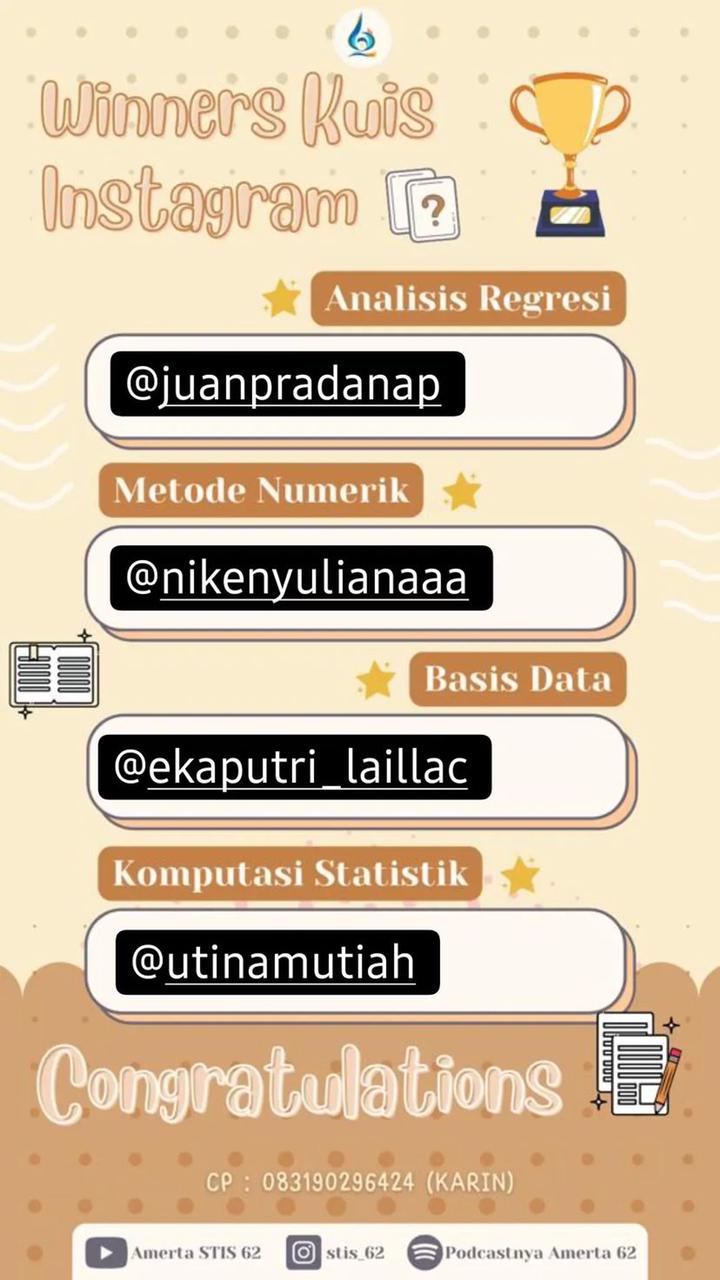 Winners Kuis
Instagram
?
Analisis Regresi
@juanpradanap
Metode Numerik
@nikenyulianaaa
Basis Data
@ekaputri_laillac
Komputasi Statistik
@utinamutiah
Congratulations
CP : 083190296424 (KARIN)
Amerta STIS 62 stis_62 Podcastnya Amerta 62